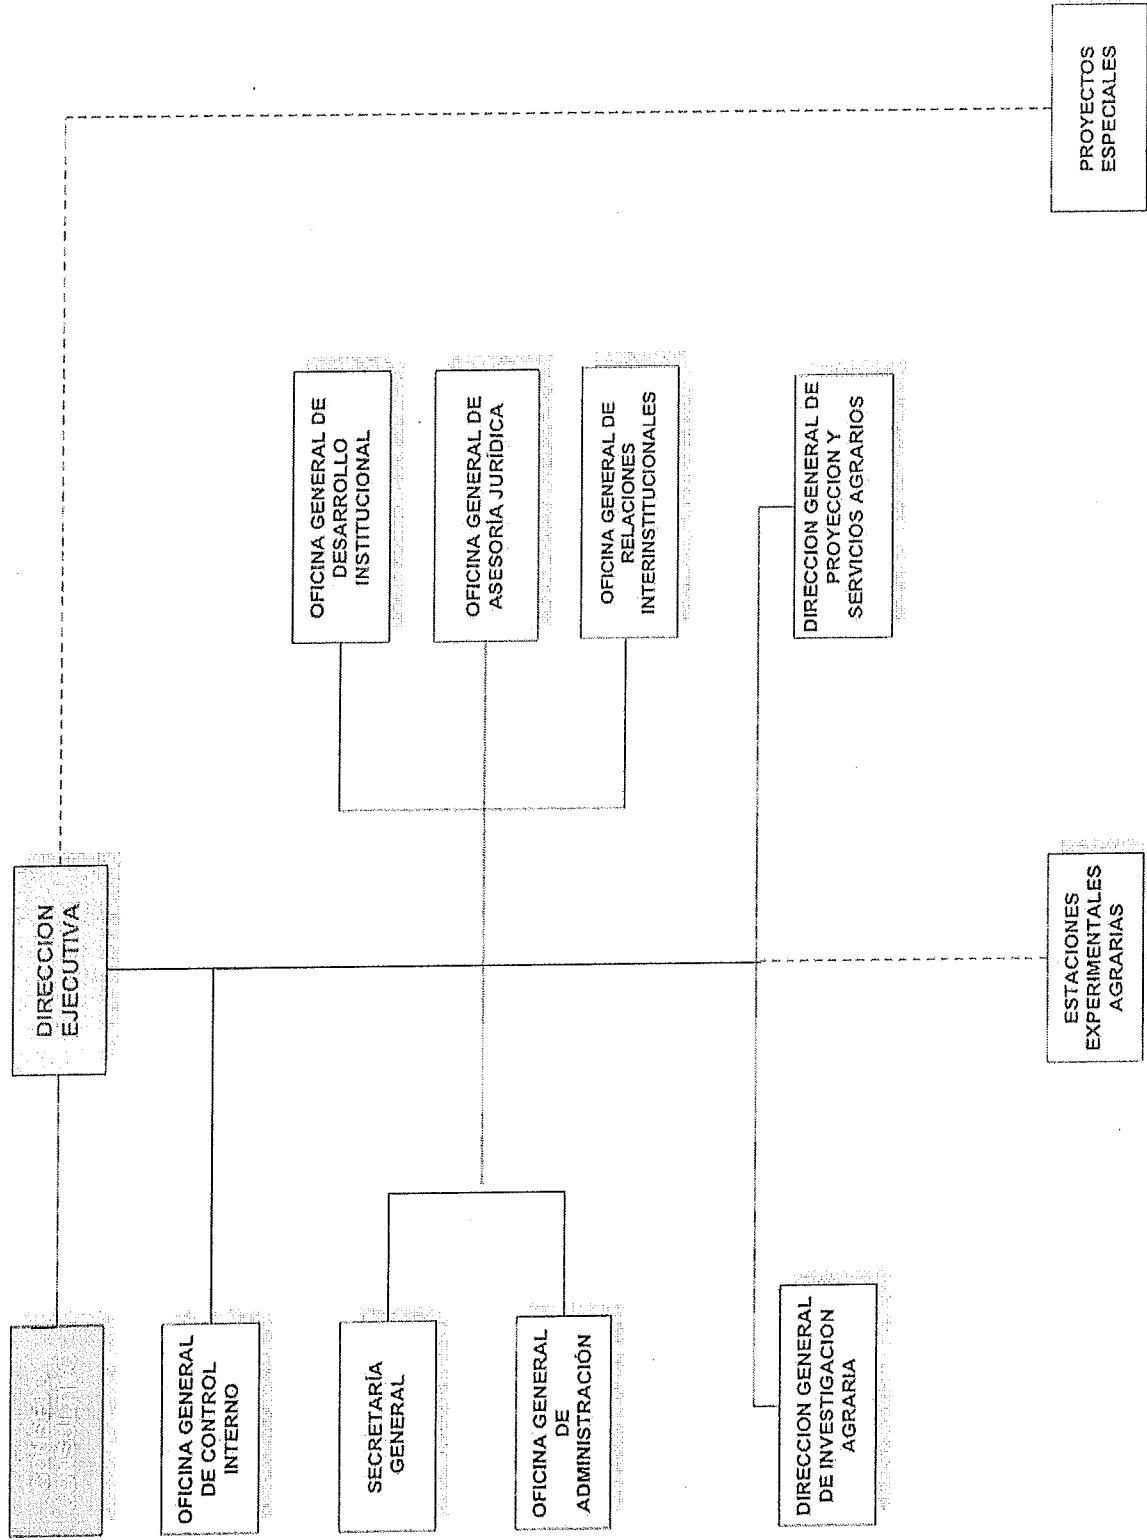 DIRECCION
EJECUTIVA
OFICINA GENERAL
DE CONTROL
INTERNO
SECRETARÍA
GENERAL
OFICINA GENERAL
DE
ADMINISTRACIÓN
OFICINA GENERAL DE
DESARROLLO
INSTITUCIONAL
OFICINA GENERAL DE
ASESORÍA JURÍDICA
OFICINA GENERAL DE
RELACIONES
INTERINSTITUCIONALES
DIRECCION GENERAL
DE INVESTIGACION
AGRARIA
DIRECCION GENERAL DE
PROYECCION Y
SERVICIOS AGRARIOS
ESTACIONES
EXPERIMENTALES
AGRARIAS
PROYECTOS
ESPECIALES